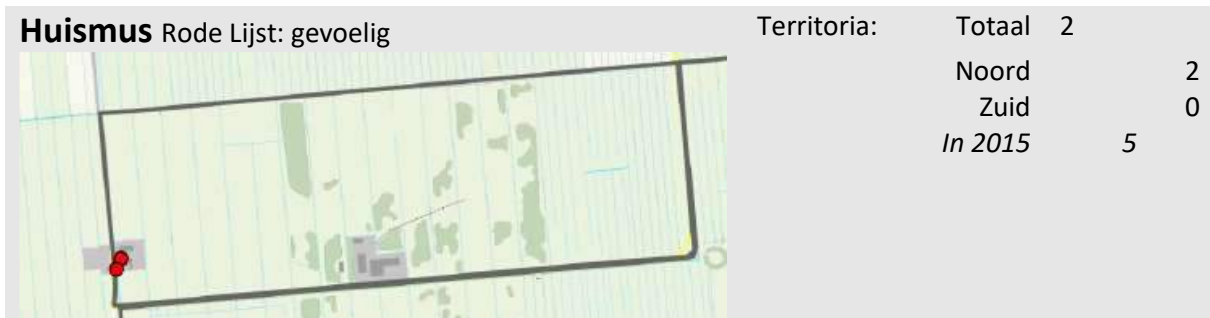 Huismus Rode Lijst: gevoelig
Territoria: Totaal 2
Noord 2
Zuid 0
In 2015 5